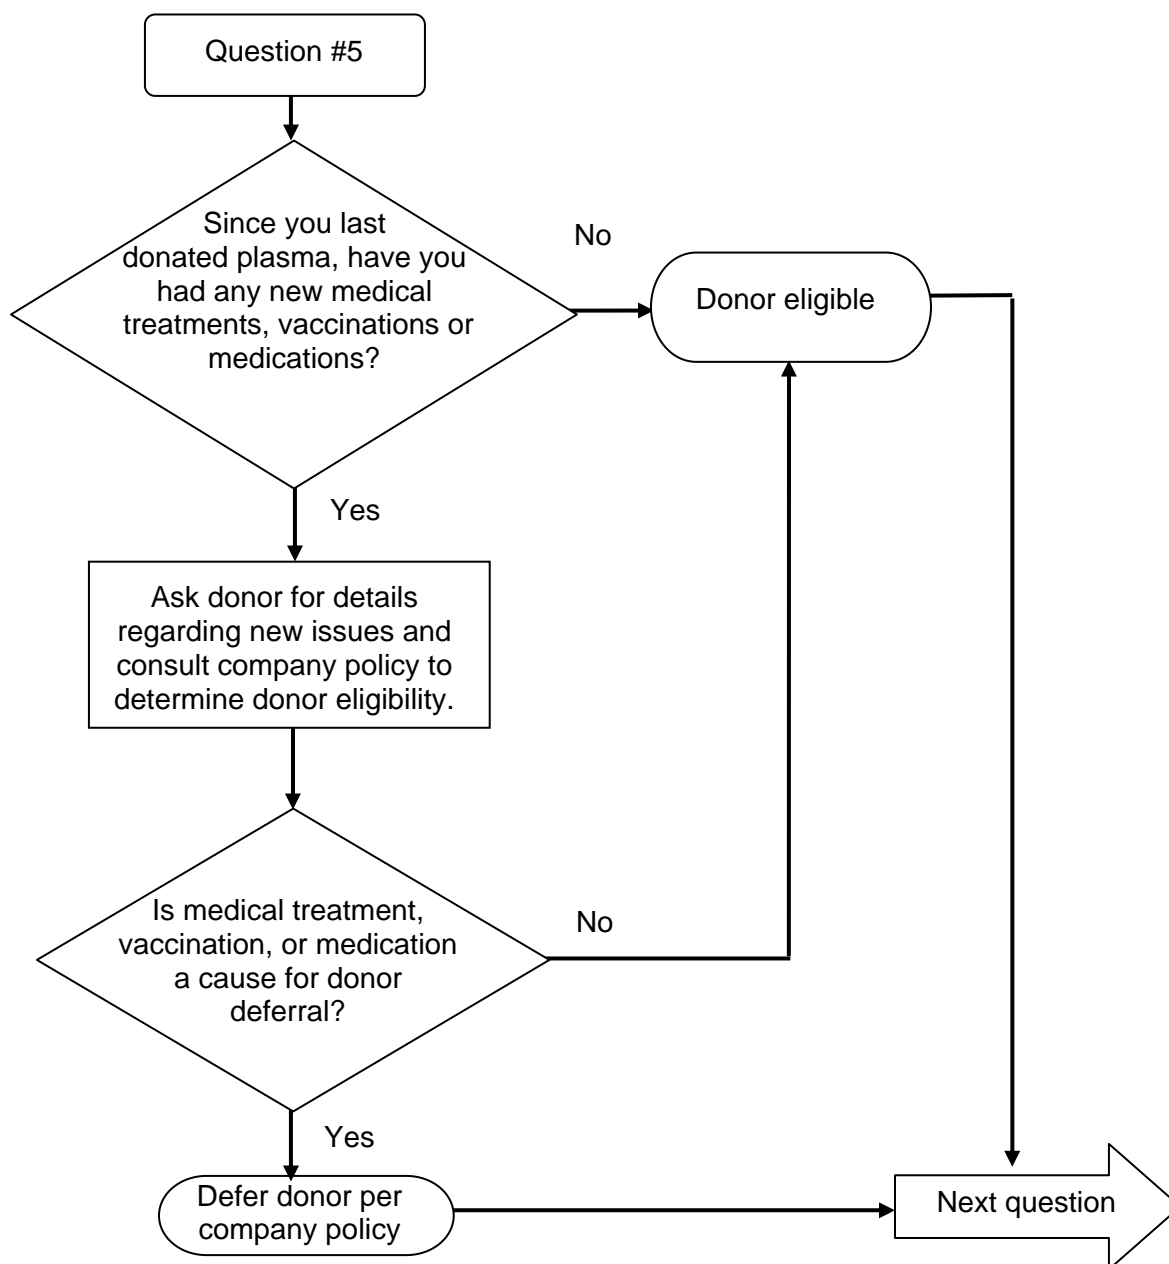 Question #5
Since you last
donated plasma, have you
had any new medical
treatments, vaccinations or
medications?
No
Donor eligible
Yes
Ask donor for details
regarding new issues and
consult company policy to
determine donor eligibility.
Is medical treatment,
vaccination, or medication
a cause for donor
deferral?
No
Yes
Defer donor per
company policy
Next question